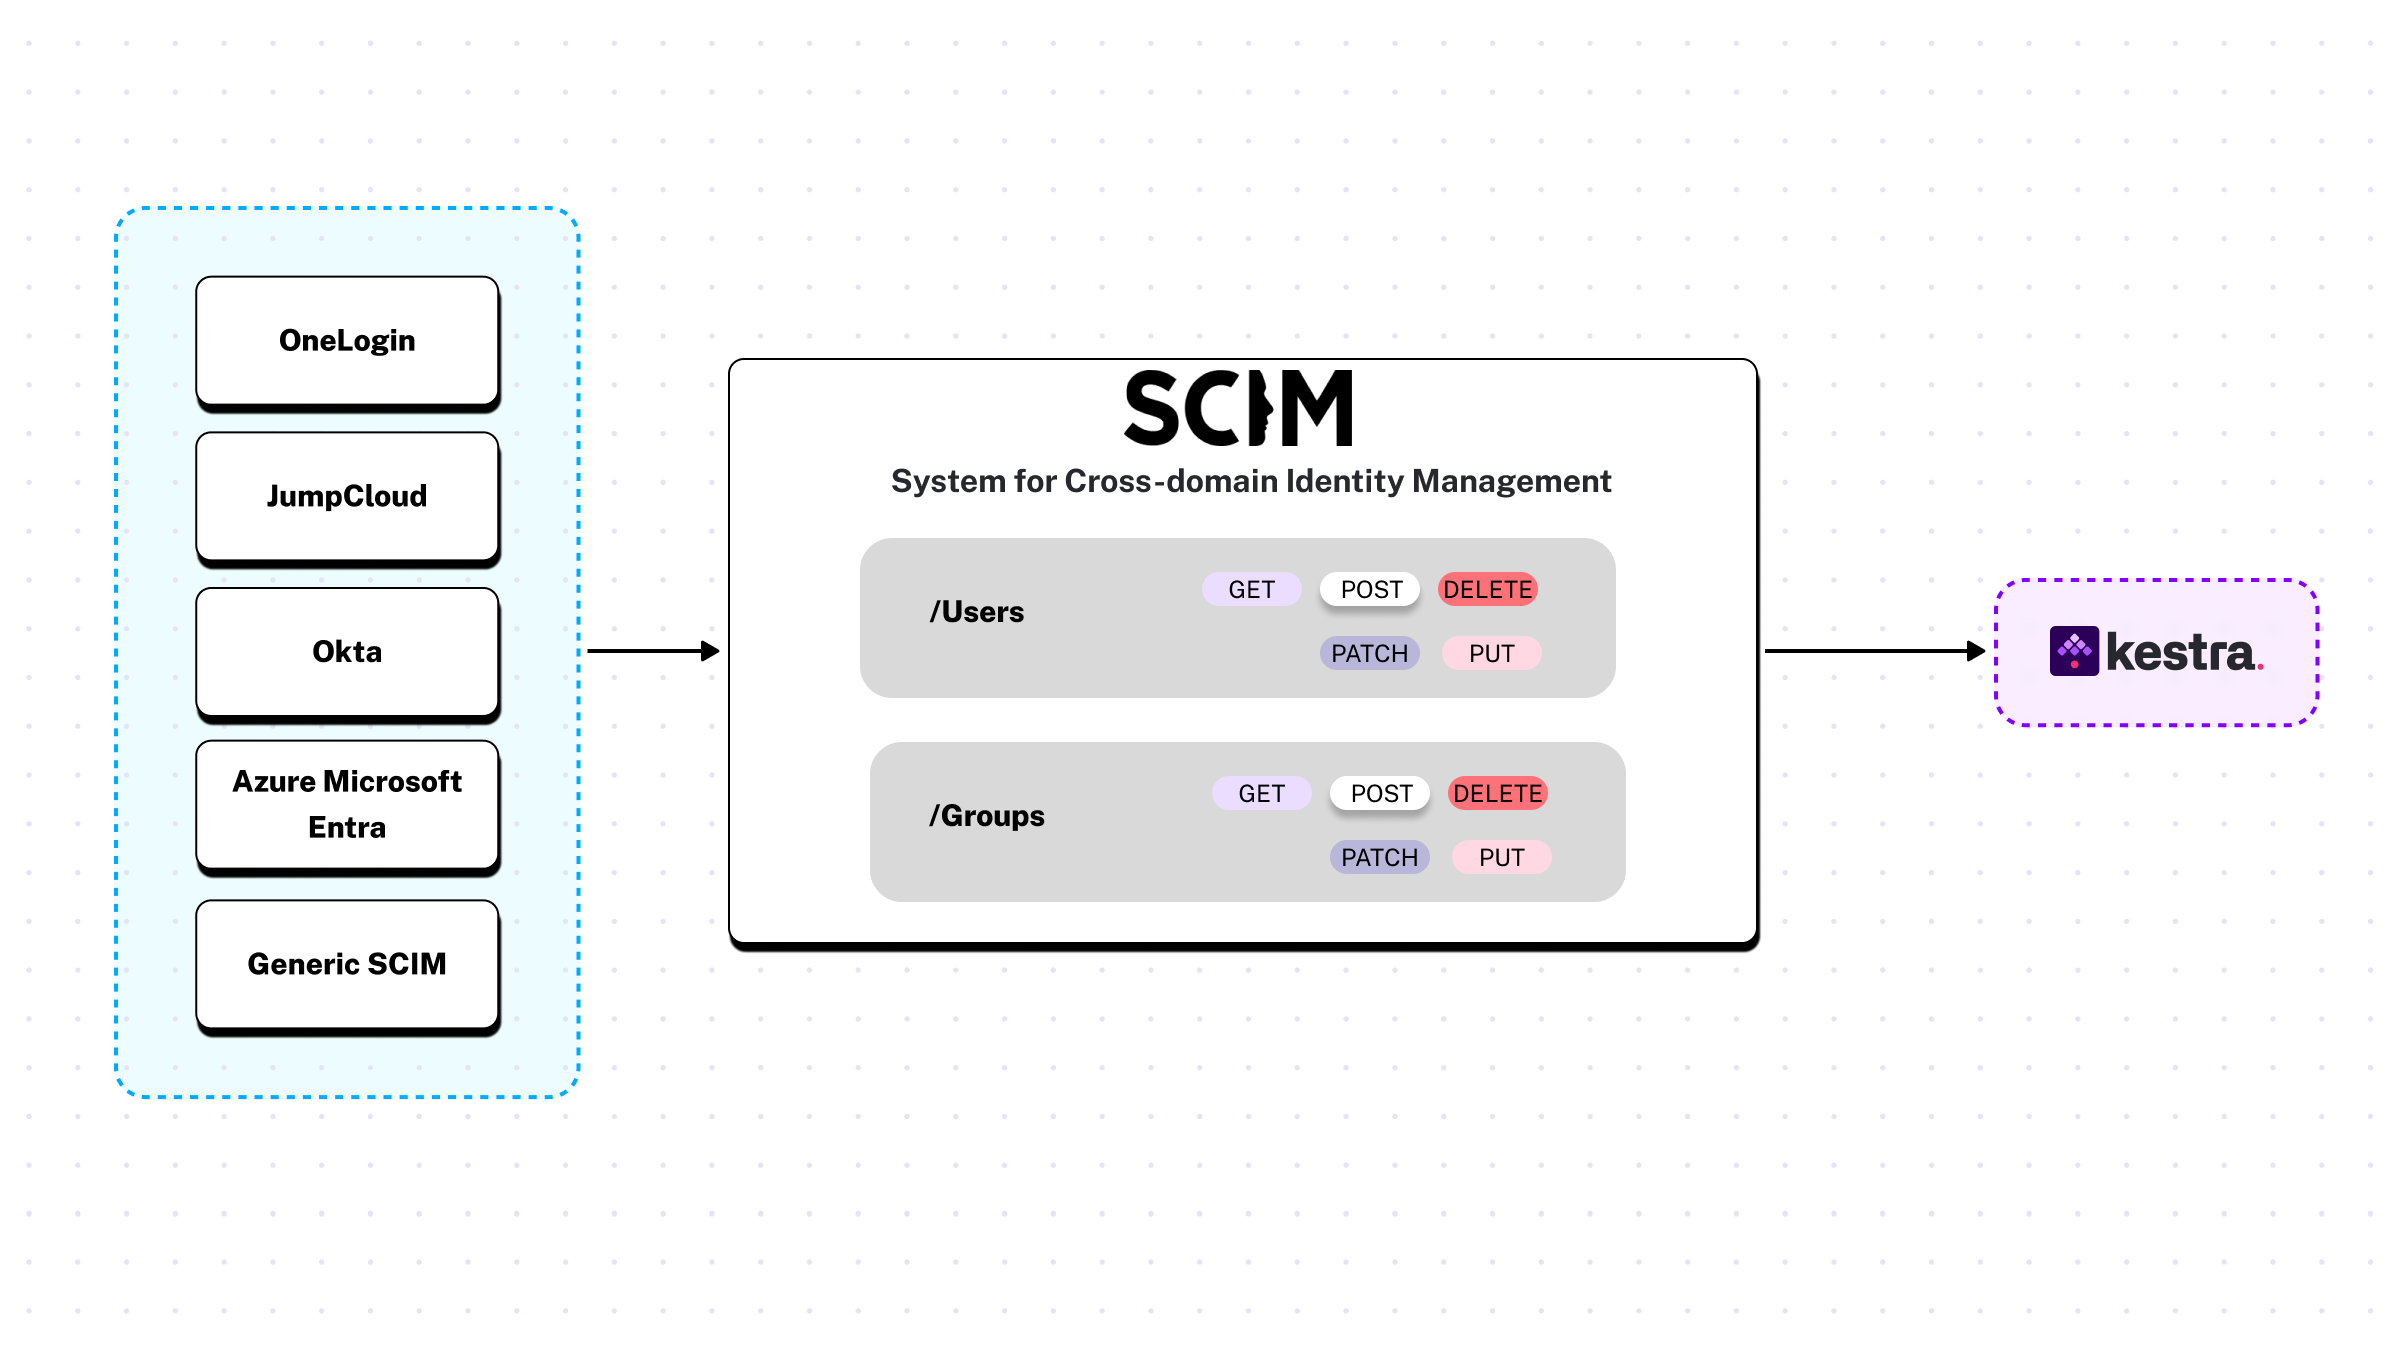 OneLogin
JumpCloud
Okta
Azure Microsoft
Entra
Generic SCIM
SCIM
System for Cross-domain Identity Management
/Users
GET POST DELETE
PATCH PUT
/Groups
GET POST DELETE
PATCH PUT
kestra.